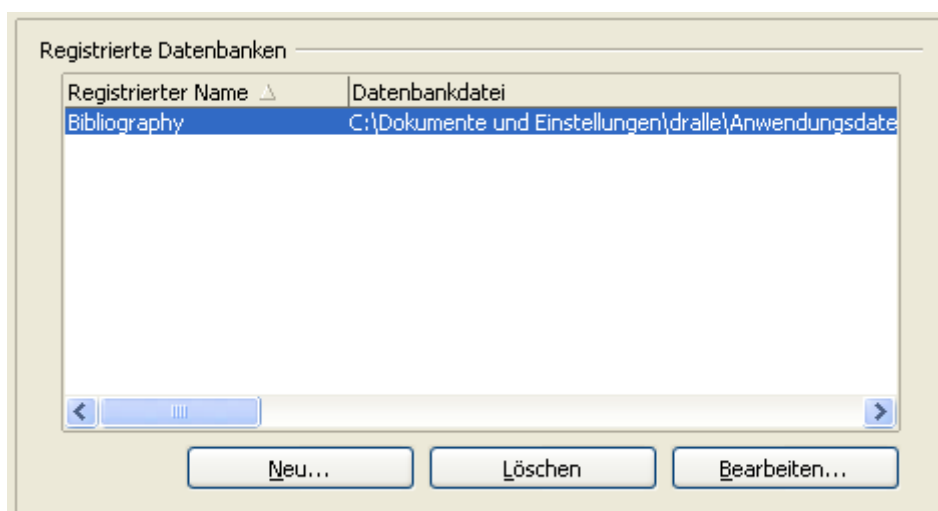 Registrierte Datenbanken
Registrierter Name Datenbankdatei
Bibliography C:\Dokumente und Einstellungen\dralle\Anwendungsdate
Neu... Löschen Bearbeiten...